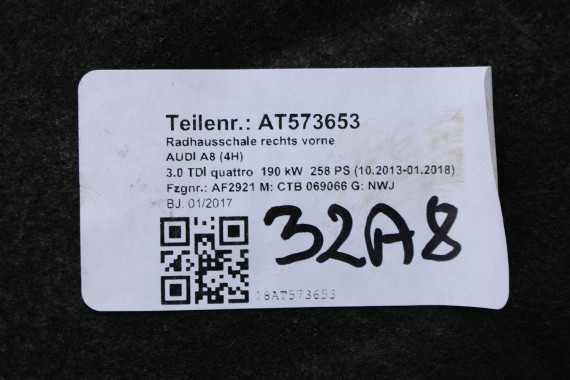 Teilenr.: AT573653
Radhausschale rechts vorne
AUDI A8 (4H)
3.0 TDI quattro 190 kW 258 PS (10.2013-01.2018)
Fzgnr.: AF2921 M: CTB 069066 G: NWJ
BJ. 01/2017
32A8
18AT573653